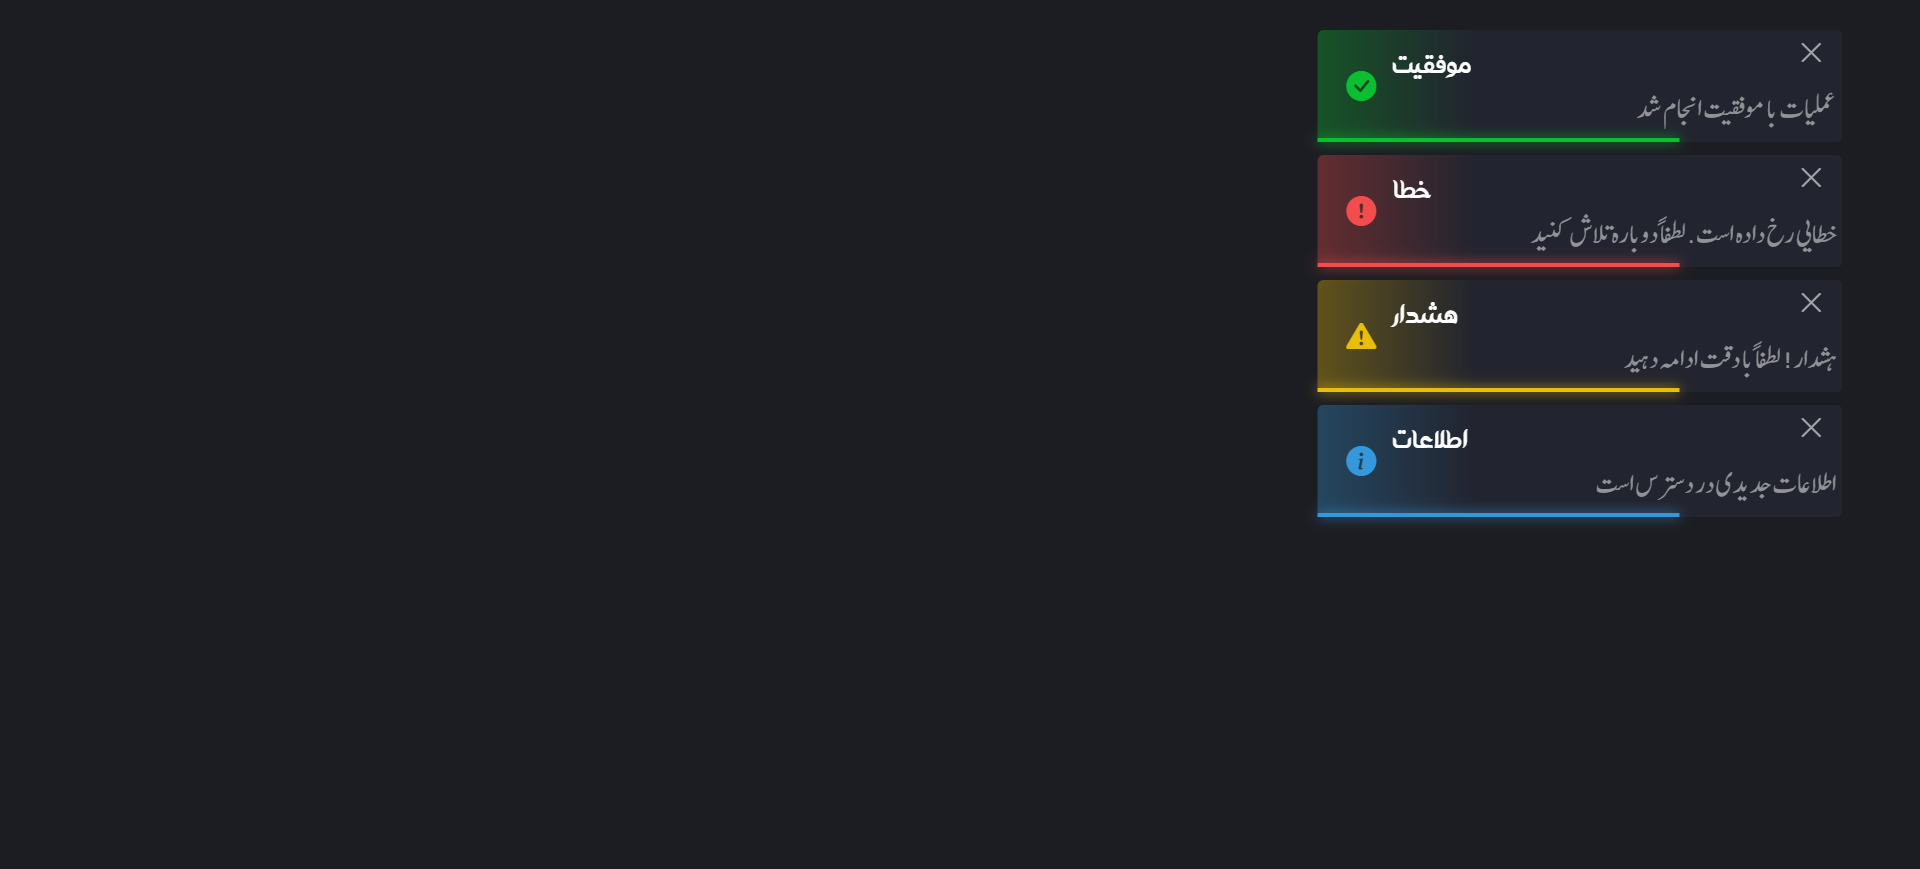 موفقیت
عملیات با موفقیت انجام شد
خطا
خطایی رخ داده است. لطفاً دوباره تلاش کنید
هشدار
هشدار! لطفاً با دقت ادامه دهید
اطلاعات
اطلاعات جدیدی در دسترس است